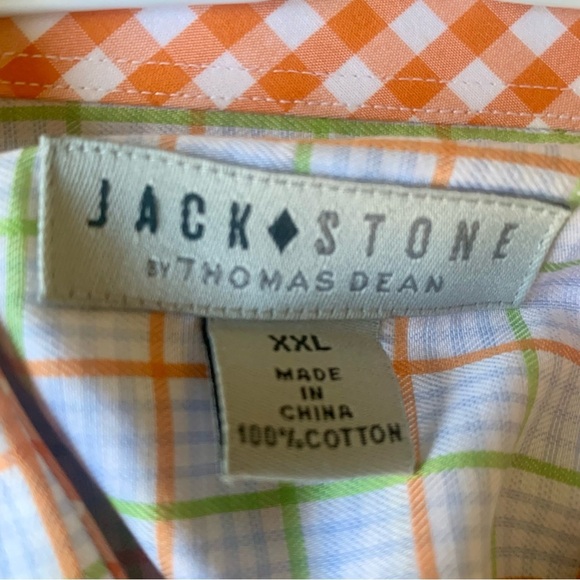 JACK♦STONE
BY THOMAS DEAN
XXL
MADE
IN
CHINA
100% COTTON